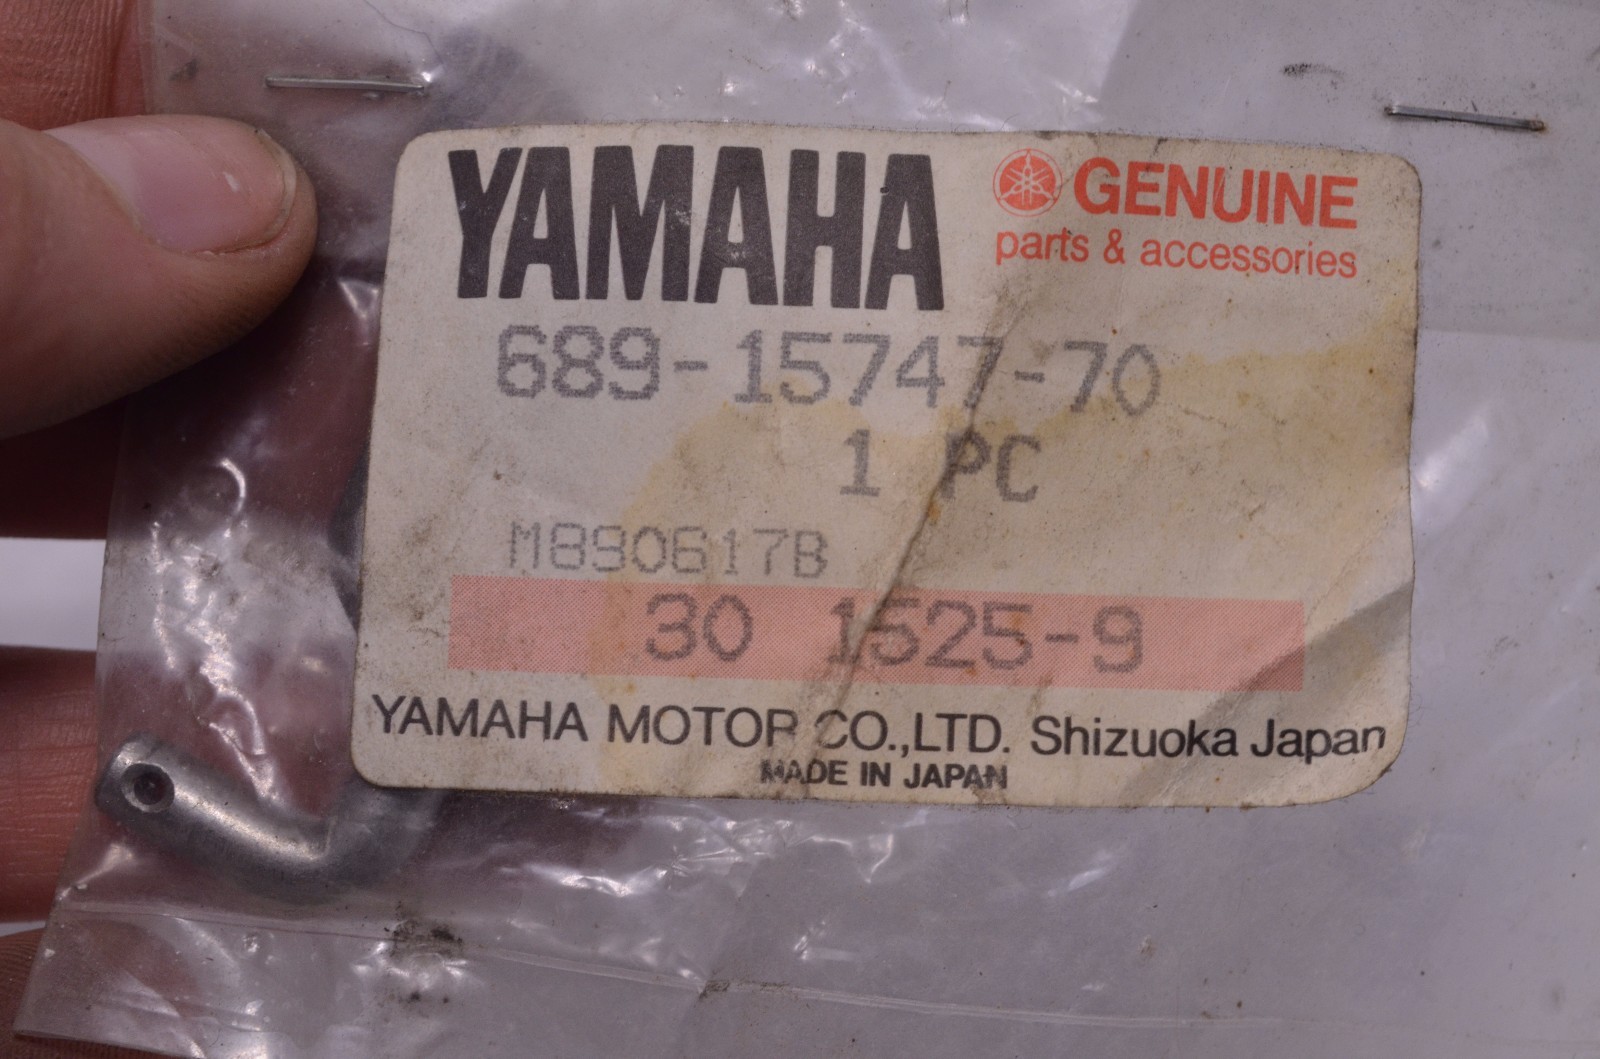 YAMAHA
GENUINE
parts & accessories
689-15747-70
1 PC
M890617B
30 1525-9
YAMAHA MOTOR CO.,LTD. Shizuoka Japan
MADE IN JAPAN